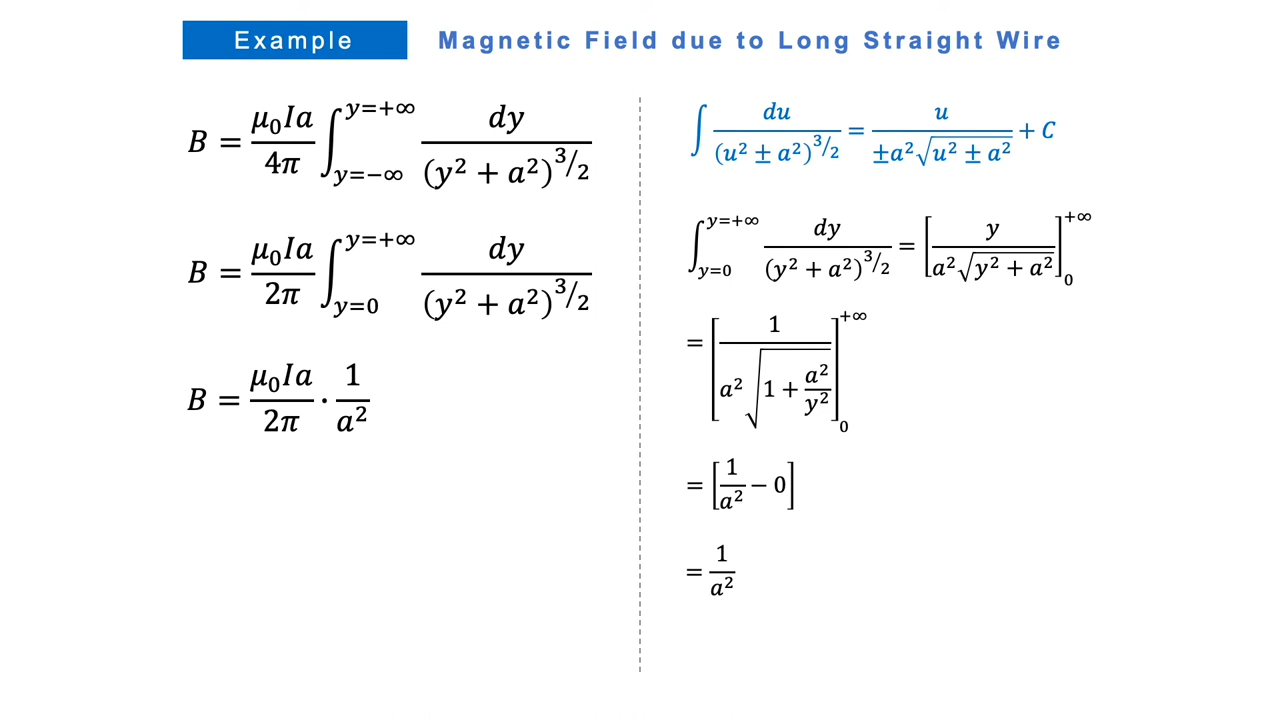 Example
Magnetic Field due to Long Straight Wire
B = μ₀Ia/4π ∫_{y=−∞}^{y=+∞} dy/(y² + a²)^{3/2}
B = μ₀Ia/2π ∫_{y=0}^{y=+∞} dy/(y² + a²)^{3/2}
B = μ₀Ia/2π · 1/a²
∫ du/(u² ± a²)^{3/2} = u/(±a²√(u² ± a²)) + C
∫_{y=0}^{y=+∞} dy/(y² + a²)^{3/2} = [y/(a²√(y² + a²))]_0^{+∞}
= [1/(a²√(1 + a²/y²))]_0^{+∞}
= [1/a² − 0]
= 1/a²